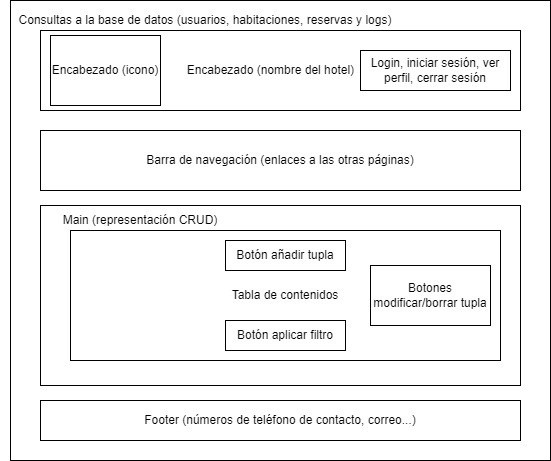 Consultas a la base de datos (usuarios, habitaciones, reservas y logs)
Encabezado (icono)
Encabezado (nombre del hotel)
Login, iniciar sesión, ver
perfil, cerrar sesión
Barra de navegación (enlaces a las otras páginas)
Main (representación CRUD)
Botón añadir tupla
Tabla de contenidos
Botones
modificar/borrar tupla
Botón aplicar filtro
Footer (números de teléfono de contacto, correo...)